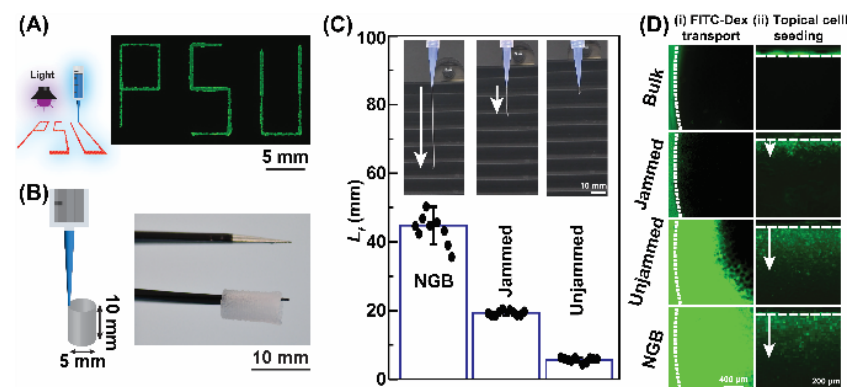 (A)
Light
PSU
5 mm
(B)
10 mm
5 mm
10 mm
(C)
100
80
60
40
20
0
L_f (mm)
10 mm
NGB
Jammed
Unjammed
(D)
(i) FITC-Dex transport
(ii) Topical celll seeding
Bulk
Jammed
Unjammed
NGB
400 μm
200 μm